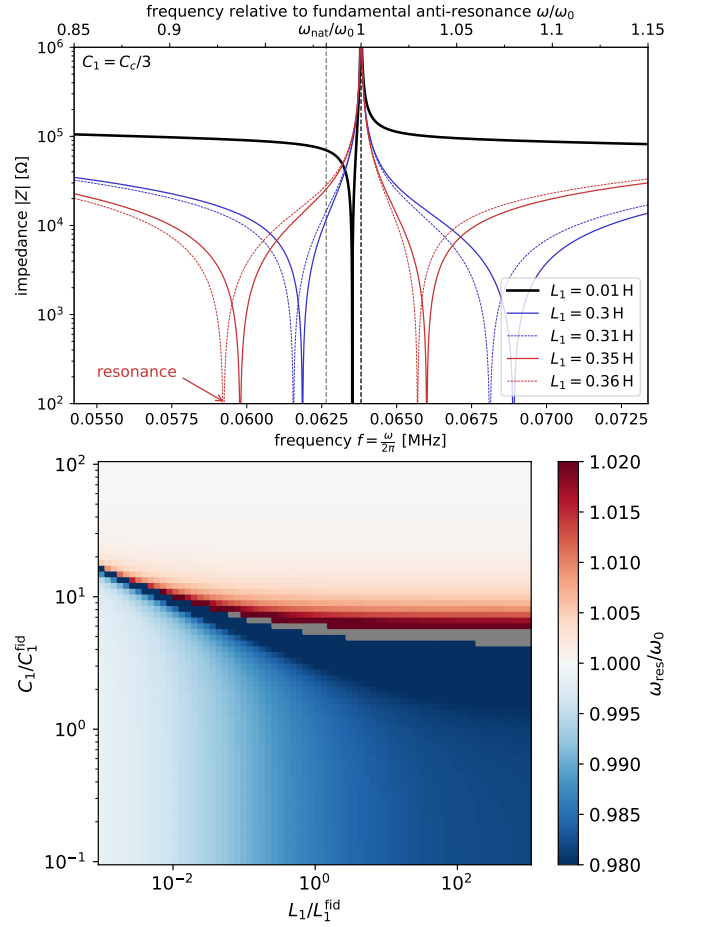 frequency relative to fundamental anti-resonance ω/ω₀
0.85 0.9 ω_nat/ω₀ 1 1.05 1.1 1.15
C₁ = C_c/3
10⁶
10⁵
10⁴
10³
10²
impedance |Z| [Ω]
resonance
L₁ = 0.01 H
L₁ = 0.3 H
L₁ = 0.31 H
L₁ = 0.35 H
L₁ = 0.36 H
0.0550 0.0575 0.0600 0.0625 0.0650 0.0675 0.0700 0.0725
frequency f = ω/2π [MHz]
10²
10¹
10⁰
10⁻¹
C₁/C₁^fid
10⁻² 10⁰ 10²
L₁/L₁^fid
1.020
1.015
1.010
1.005
1.000
0.995
0.990
0.985
0.980
ω_res/ω₀